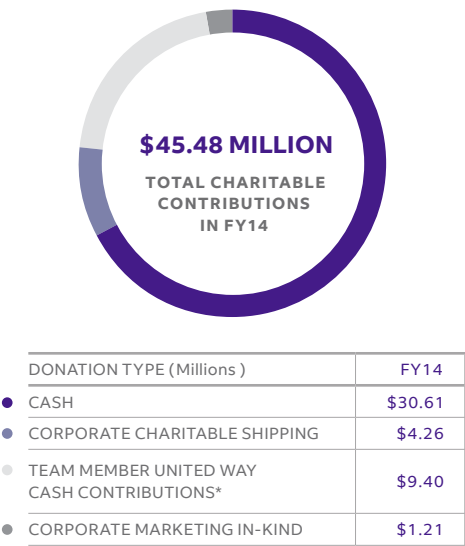 $45.48 MILLION
TOTAL CHARITABLE
CONTRIBUTIONS
IN FY14
DONATION TYPE (Millions ) FY14
CASH $30.61
CORPORATE CHARITABLE SHIPPING $4.26
TEAM MEMBER UNITED WAY
CASH CONTRIBUTIONS* $9.40
CORPORATE MARKETING IN-KIND $1.21